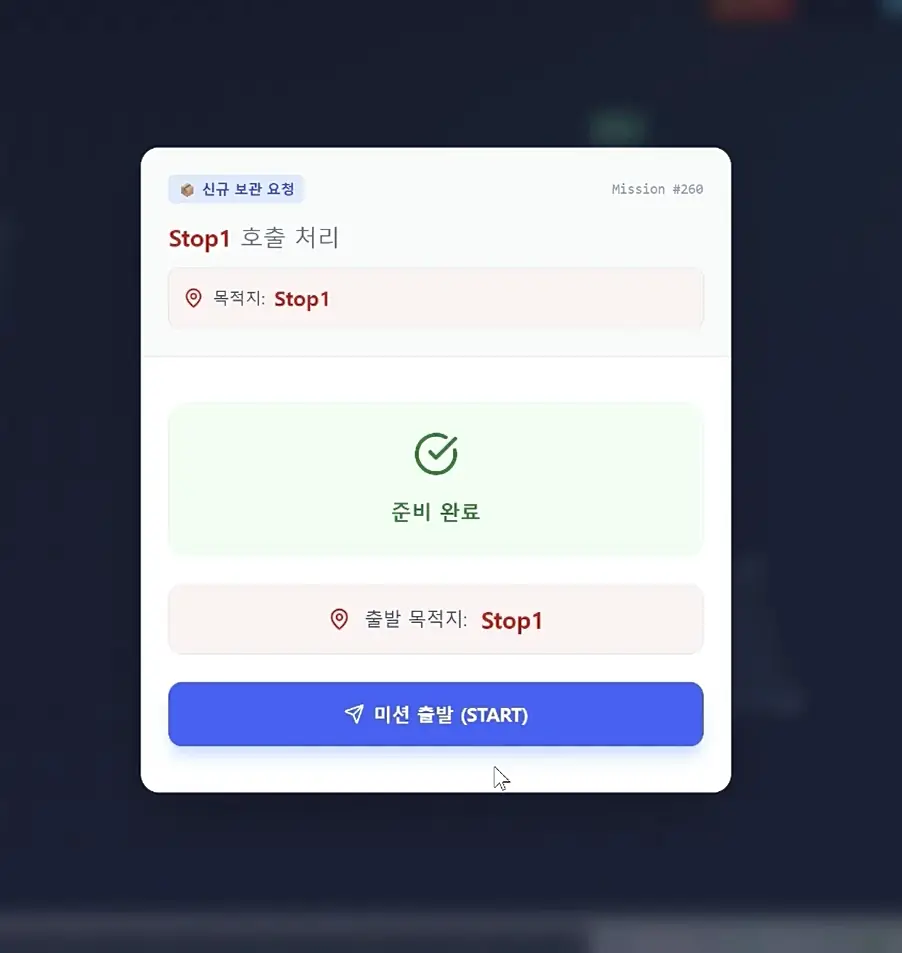 신규 보관 요청
Mission #260
Stop1 호출 처리
목적지: Stop1
준비 완료
출발 목적지: Stop1
미션 출발 (START)